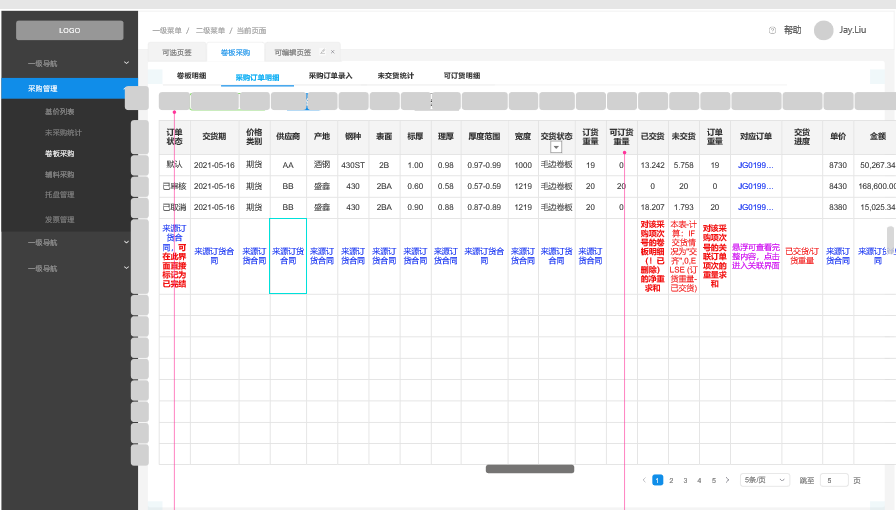 LOGO
一级菜单 / 二级菜单 / 当前页面
帮助
Jay.Liu
可选页签
卷板采购
可编辑页签
一级导航
采购管理
盖价列表
未采购统计
卷板采购
辅料采购
托盘管理
发票管理
一级导航
一级导航
卷板明细
采购订单明细
采购订单录入
未交货统计
可订货明细
订单状态 交货期 价格类别 供应商 产地 钢种 表面 标厚 理厚 厚度范围 宽度 交货状态 订货重量 可订货重量 已交货 未交货 订单重量 对应订单 交货进度 单价 金额
默认 2021-05-16 期货 AA 酒钢 430ST 2B 1.00 0.98 0.97-0.99 1000 毛边卷板 19 0 13.242 5.758 19 JG0199... 8730 50,267.34
已审核 2021-05-16 期货 BB 盛鑫 430 2BA 0.60 0.58 0.57-0.59 1219 毛边卷板 20 20 0 20 0 JG0199... 8430 168,600.00
已取消 2021-05-16 期货 BB 盛鑫 430 2BA 0.90 0.88 0.87-0.89 1219 毛边卷板 20 0 18.207 1.793 20 JG0199... 8380 15,025.34
来源订货合同，可在此界面直接标记为已完结
来源订货合同
来源订货合同
来源订货合同
来源订货合同
来源订货合同
来源订货合同
来源订货合同
来源订货合同
来源订货合同
来源订货合同
来源订货合同
来源订货合同
对该采购项次号的卷板明细（！已删除）的净重求和
本表-计算：IF 交货情况为"交齐",0,ELSE (订货重量-已交货)
对该采购项次号的关联订单项次的重量求和
悬浮可查看完整内容，点击进入关联界面
已交货/订货重量
来源订货合同
来源订货合同
1 2 3 4 5
5条/页
跳至 5 页